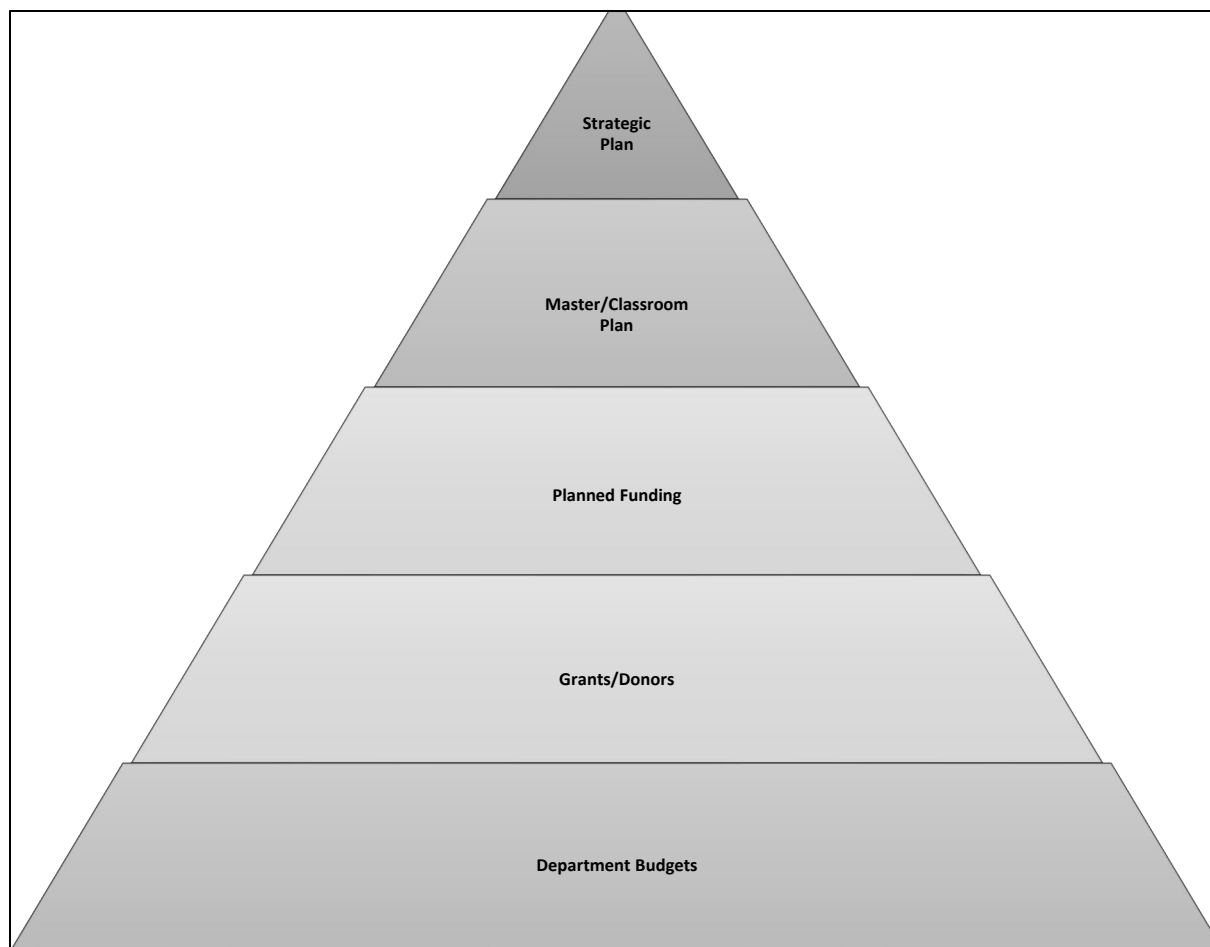 Strategic
Plan
Master/Classroom
Plan
Planned Funding
Grants/Donors
Department Budgets